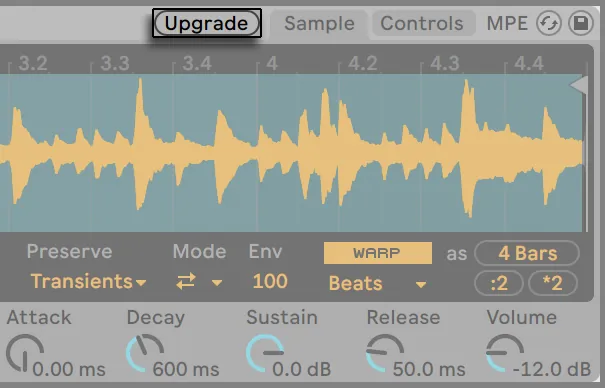 Upgrade Sample Controls MPE
3.2 3.3 3.4 4 4.2 4.3 4.4
Preserve Mode Env WARP as 4 Bars
Transients 100 Beats :2 *2
Attack Decay Sustain Release Volume
0.00 ms 600 ms 0.0 dB 50.0 ms -12.0 dB